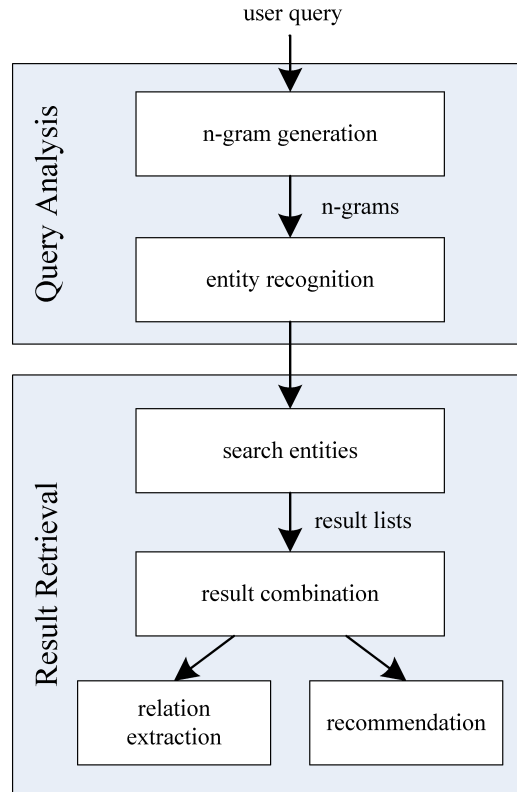 user query
Query Analysis
n-gram generation
n-grams
entity recognition
Result Retrieval
search entities
result lists
result combination
relation
extraction
recommendation